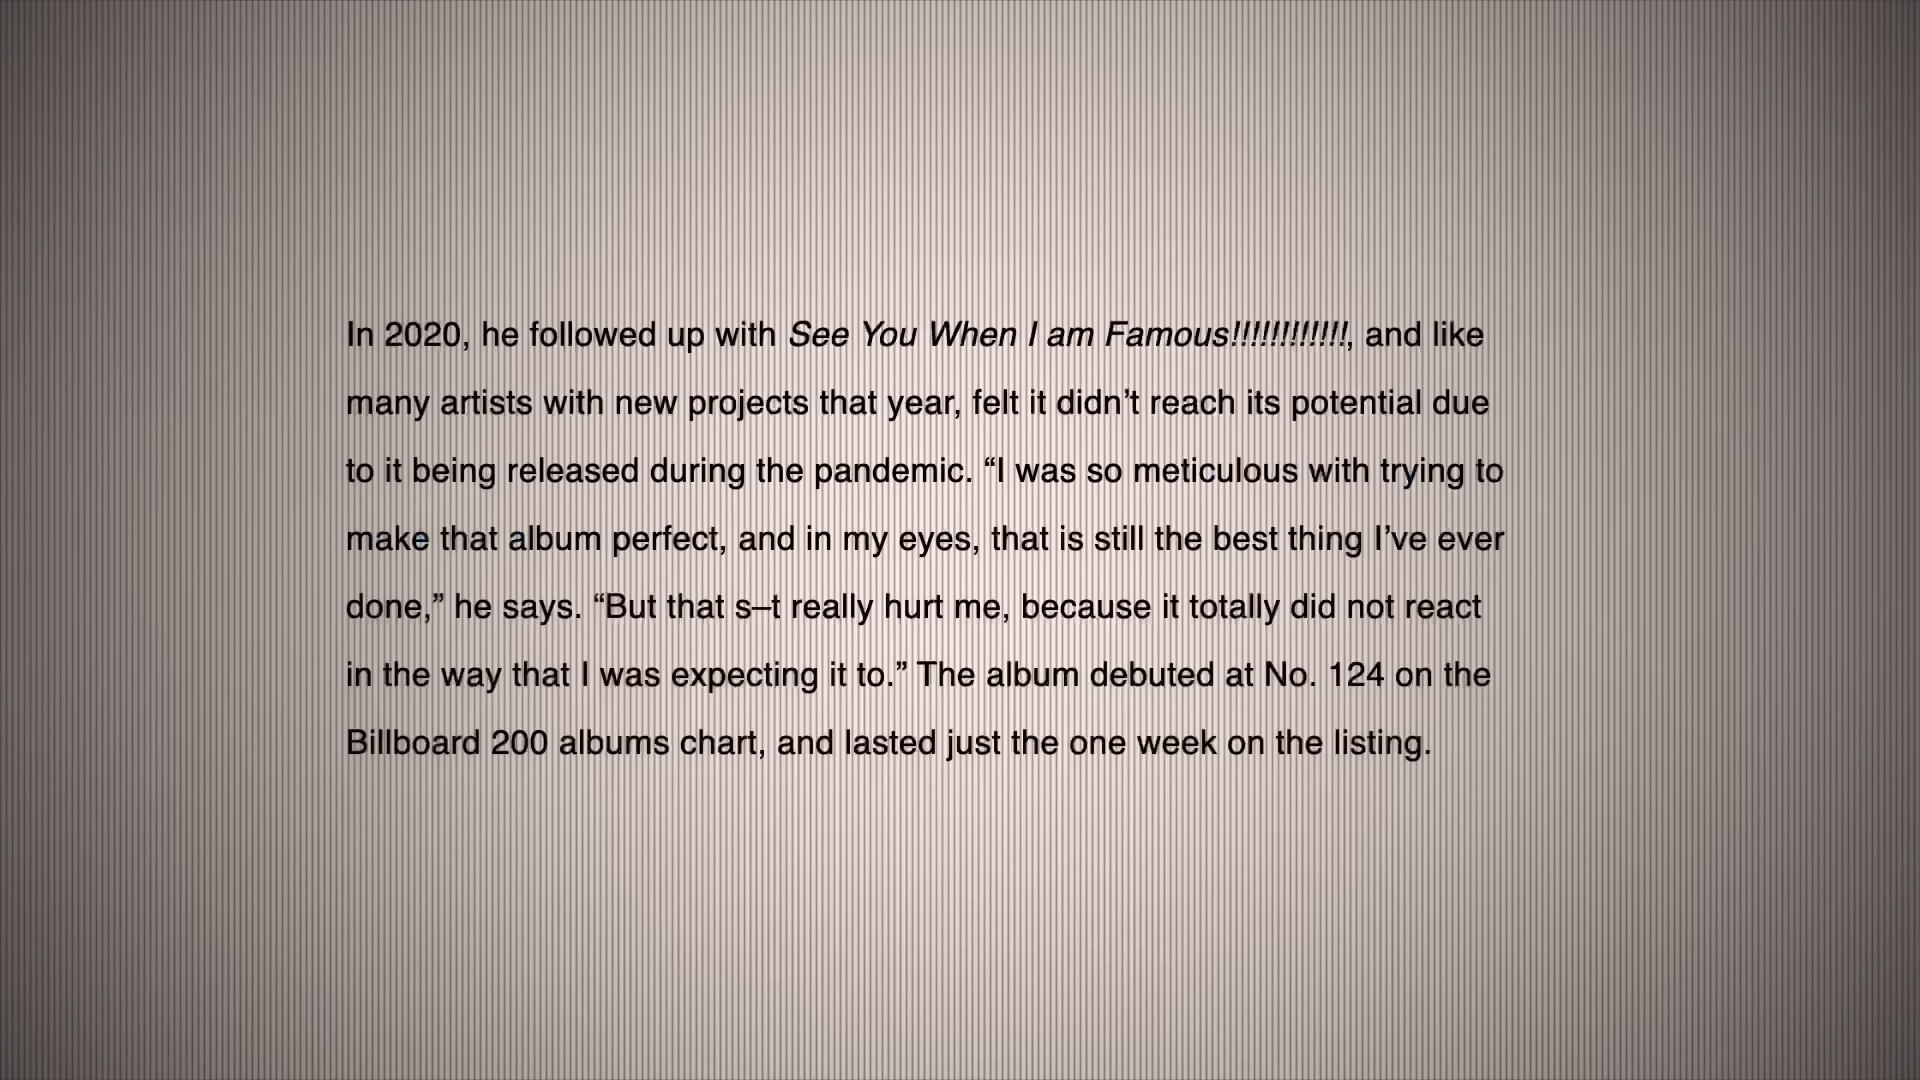 In 2020, he followed up with See You When I am Famous!!!!!!!!!!!!, and like
many artists with new projects that year, felt it didn’t reach its potential due
to it being released during the pandemic. “I was so meticulous with trying to
make that album perfect, and in my eyes, that is still the best thing I’ve ever
done,” he says. “But that s–t really hurt me, because it totally did not react
in the way that I was expecting it to.” The album debuted at No. 124 on the
Billboard 200 albums chart, and lasted just the one week on the listing.